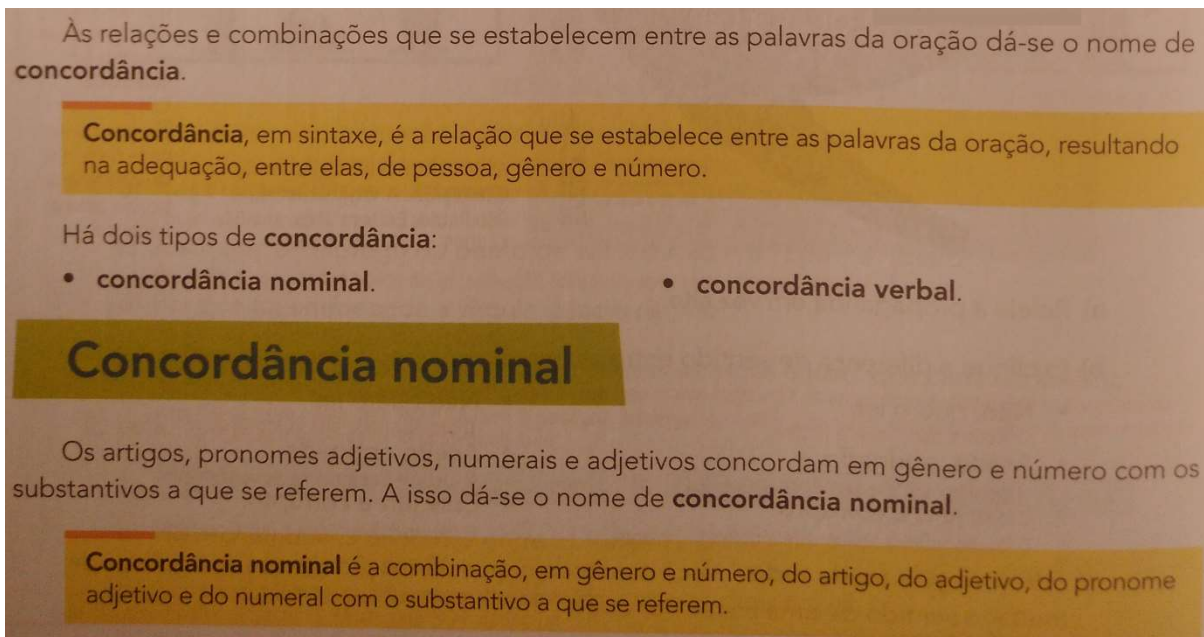 Às relações e combinações que se estabelecem entre as palavras da oração dá-se o nome de
concordância.
Concordância, em sintaxe, é a relação que se estabelece entre as palavras da oração, resultando
na adequação, entre elas, de pessoa, gênero e número.
Há dois tipos de concordância:
• concordância nominal. • concordância verbal.
Concordância nominal
Os artigos, pronomes adjetivos, numerais e adjetivos concordam em gênero e número com os
substantivos a que se referem. A isso dá-se o nome de concordância nominal.
Concordância nominal é a combinação, em gênero e número, do artigo, do adjetivo, do pronome
adjetivo e do numeral com o substantivo a que se referem.